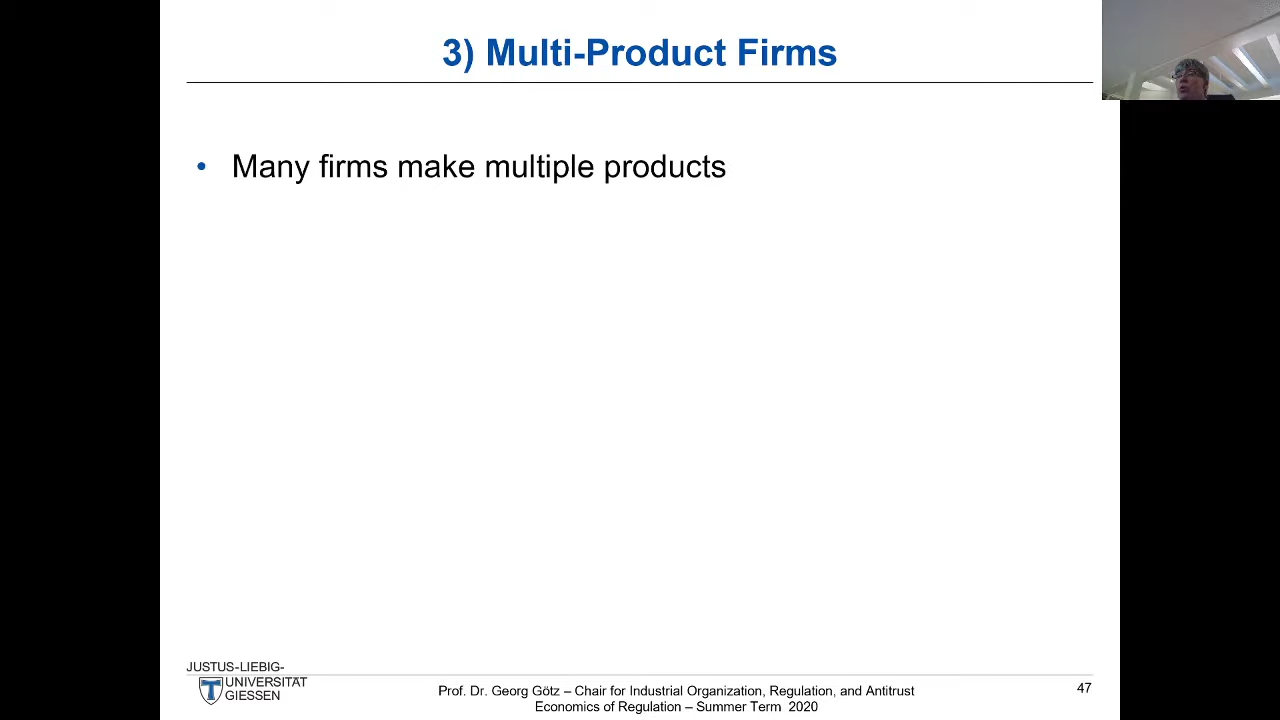 3) Multi-Product Firms
• Many firms make multiple products
JUSTUS-LIEBIG-
UNIVERSITÄT
GIESSEN
Prof. Dr. Georg Götz – Chair for Industrial Organization, Regulation, and Antitrust
Economics of Regulation – Summer Term 2020
47